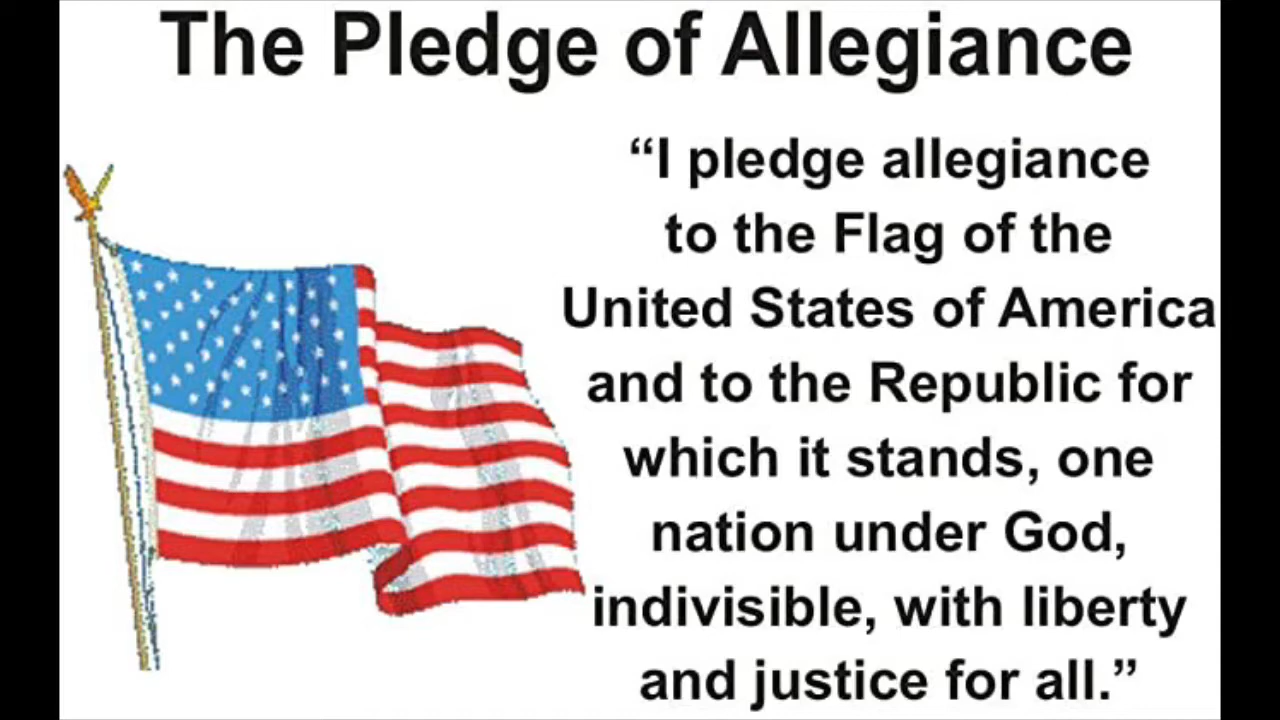 The Pledge of Allegiance
“I pledge allegiance
to the Flag of the
United States of America
and to the Republic for
which it stands, one
nation under God,
indivisible, with liberty
and justice for all.”